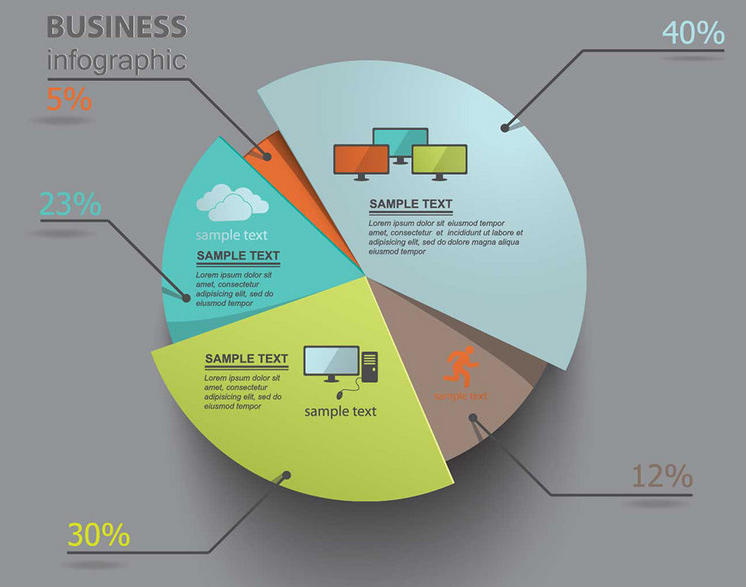 BUSINESS
infographic
5%
40%
23%
sample text
SAMPLE TEXT
Lorem ipsum dolor sit
amet, consectetur
adipisicing elit, sed do
eiusmod tempor
SAMPLE TEXT
Lorem ipsum dolor sit eiusmod tempor
amet, consectetur et incididunt ut labore et
adipisicing elit, sed do dolore magna aliqua
eiusmod tempor
SAMPLE TEXT
Lorem ipsum dolor sit
amet, consectetur
adipisicing elit, sed do
eiusmod tempor
sample text
sample text
12%
30%